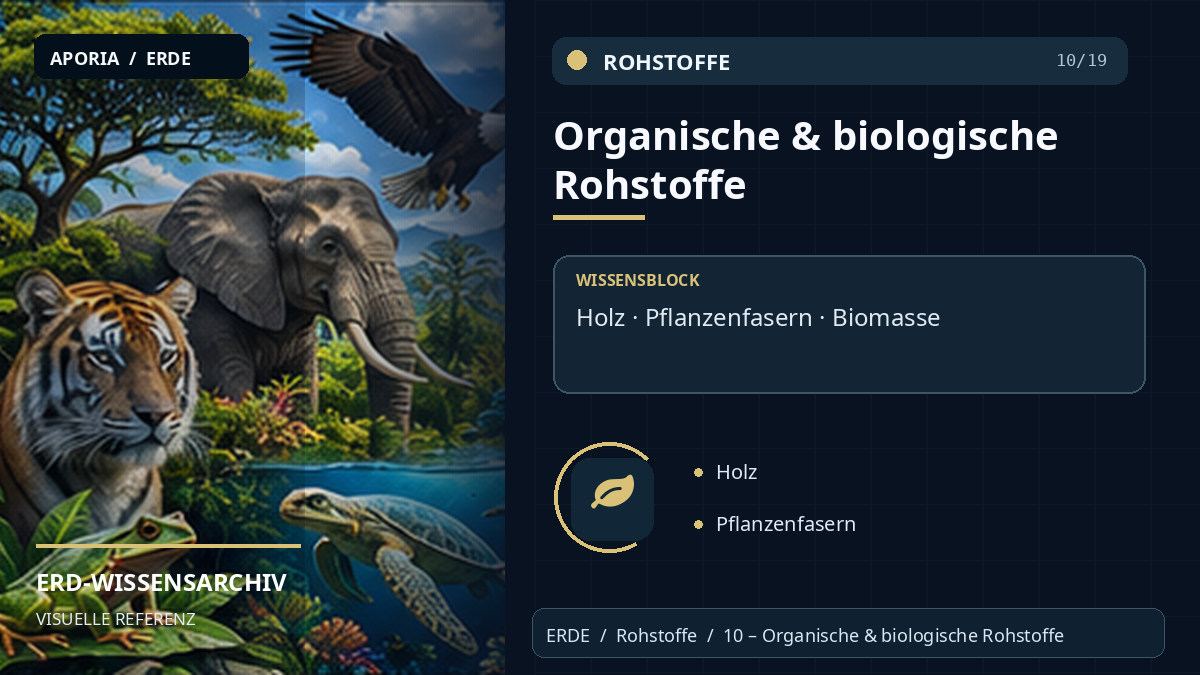 APORIA / ERDE
ERD-WISSENSARCHIV
VISUELLE REFERENZ
ROHSTOFFE
10/19
Organische & biologische
Rohstoffe
WISSENSBLOCK
Holz · Pflanzenfasern · Biomasse
Holz
Pflanzenfasern
ERDE / Rohstoffe / 10 – Organische & biologische Rohstoffe